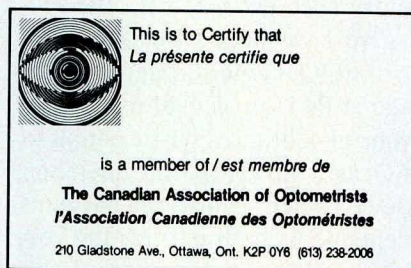 This is to Certify that
La présente certifie que
is a member of / est membre de
The Canadian Association of Optometrists
l'Association Canadienne des Optométristes
210 Gladstone Ave., Ottawa, Ont. K2P 0Y6 (613) 238-2006